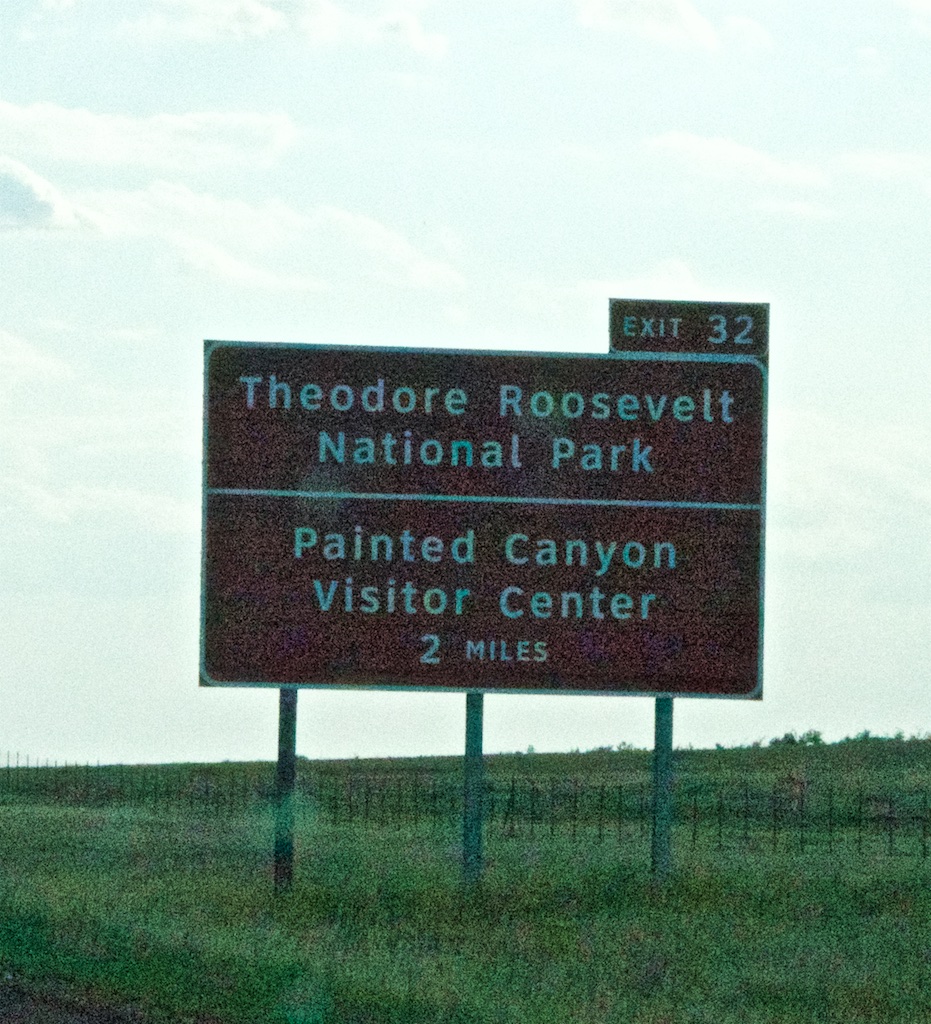 EXIT 32
Theodore Roosevelt
National Park
Painted Canyon
Visitor Center
2 MILES